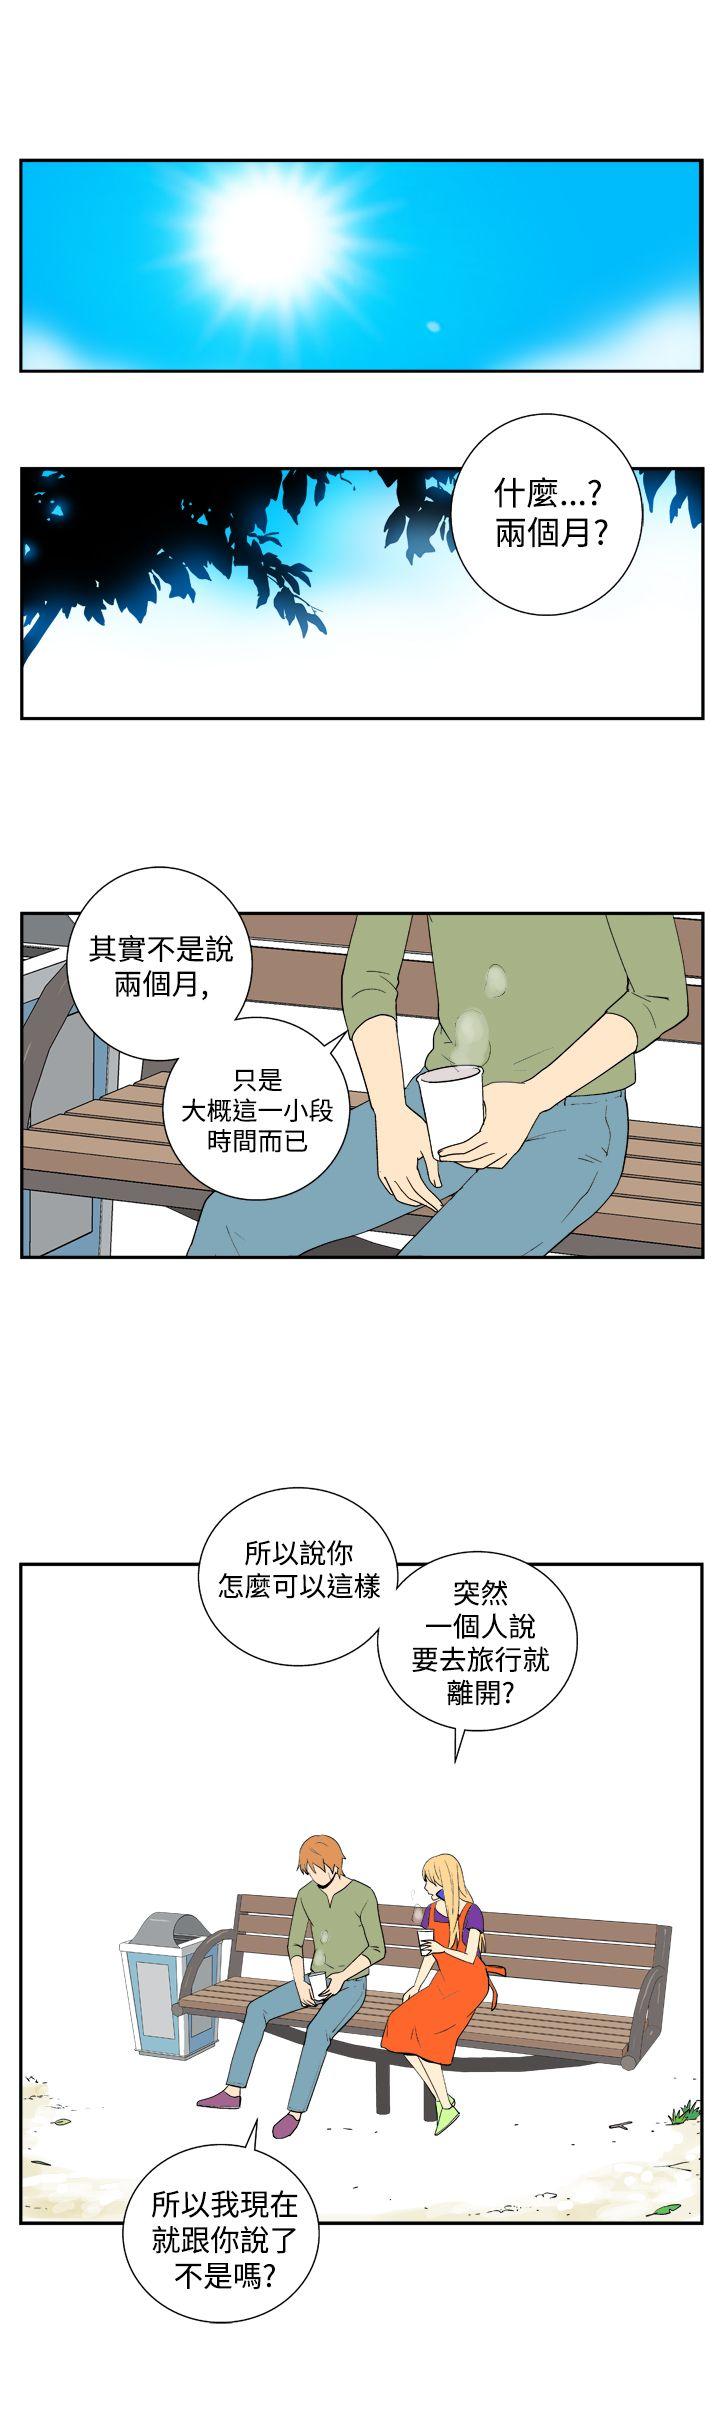 什麼...?
兩個月?
其實不是說
兩個月,
只是
大概這一小段
時間而已
所以說你
怎麼可以這樣
突然
一個人說
要去旅行就
離開?
所以我現在
就跟你說了
不是嗎?